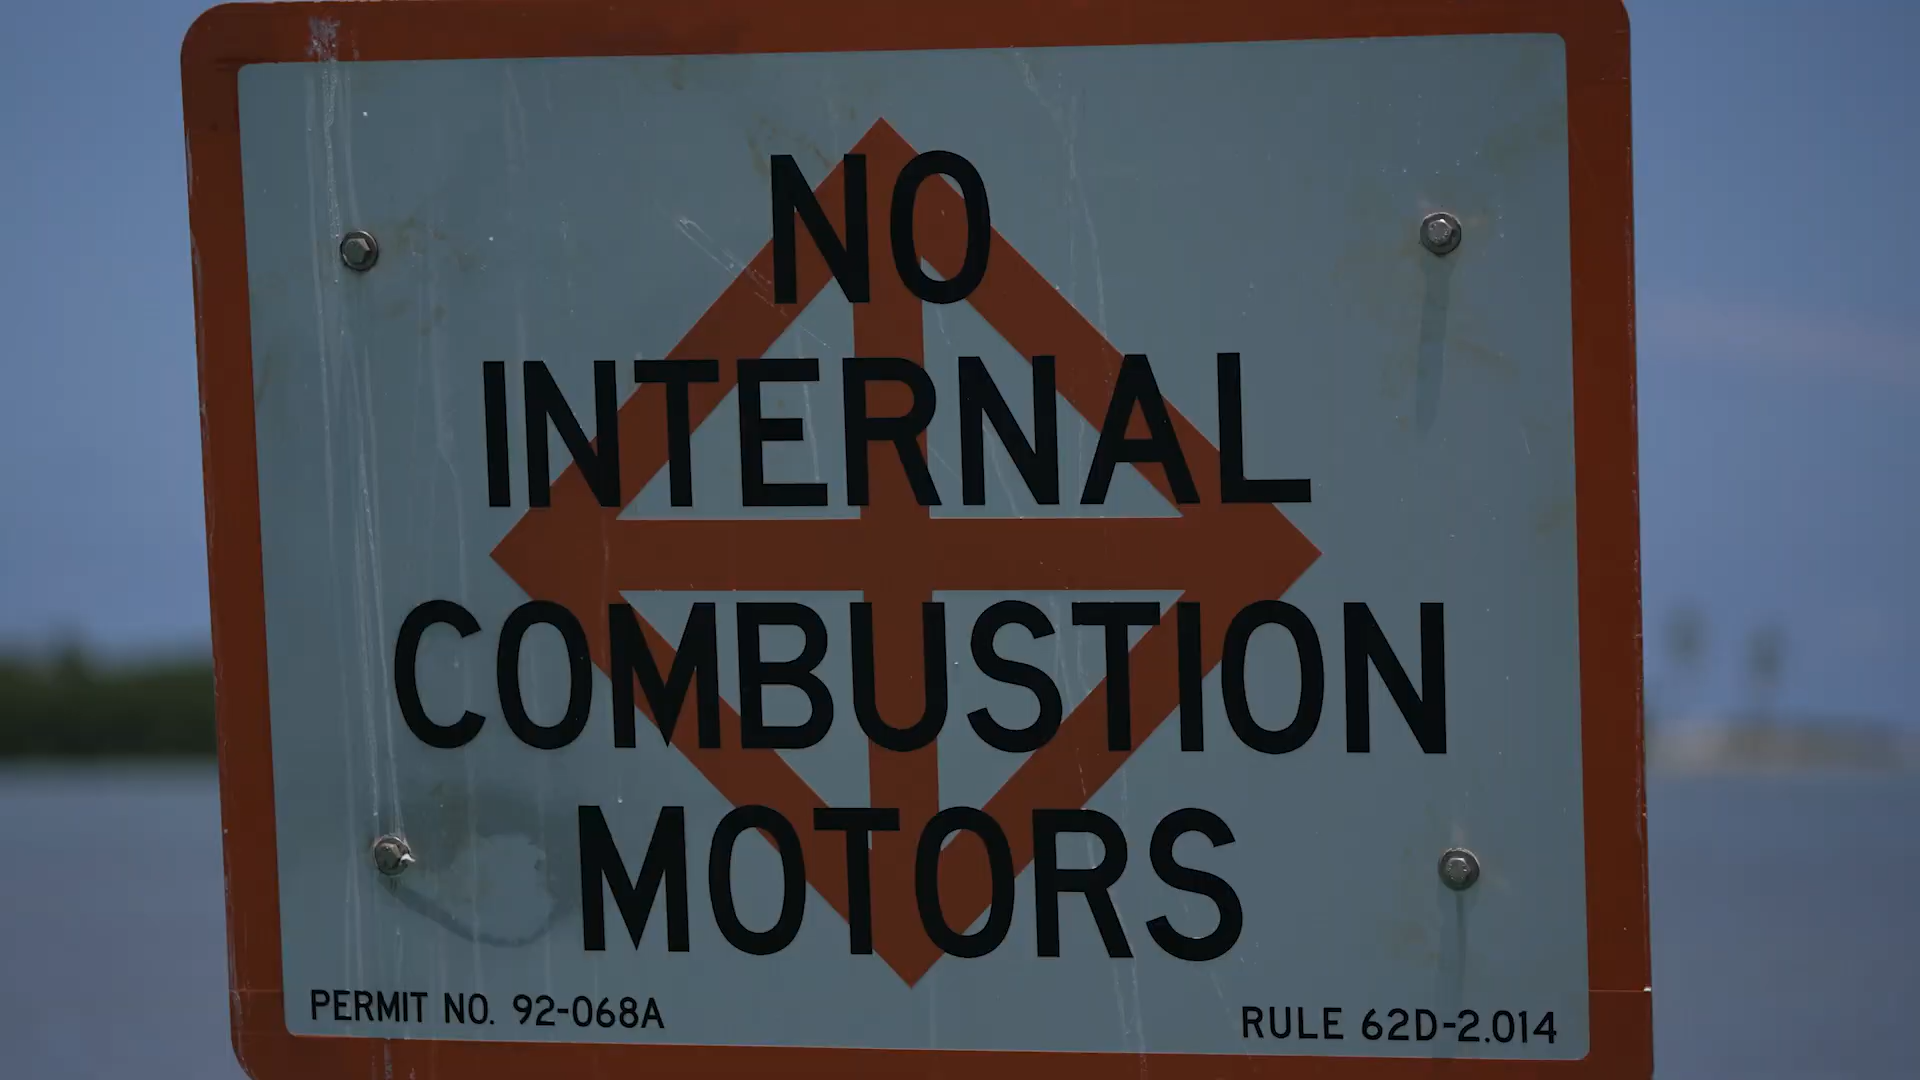 NO
INTERNAL
COMBUSTION
MOTORS
PERMIT NO. 92-068A
RULE 62D-2.014